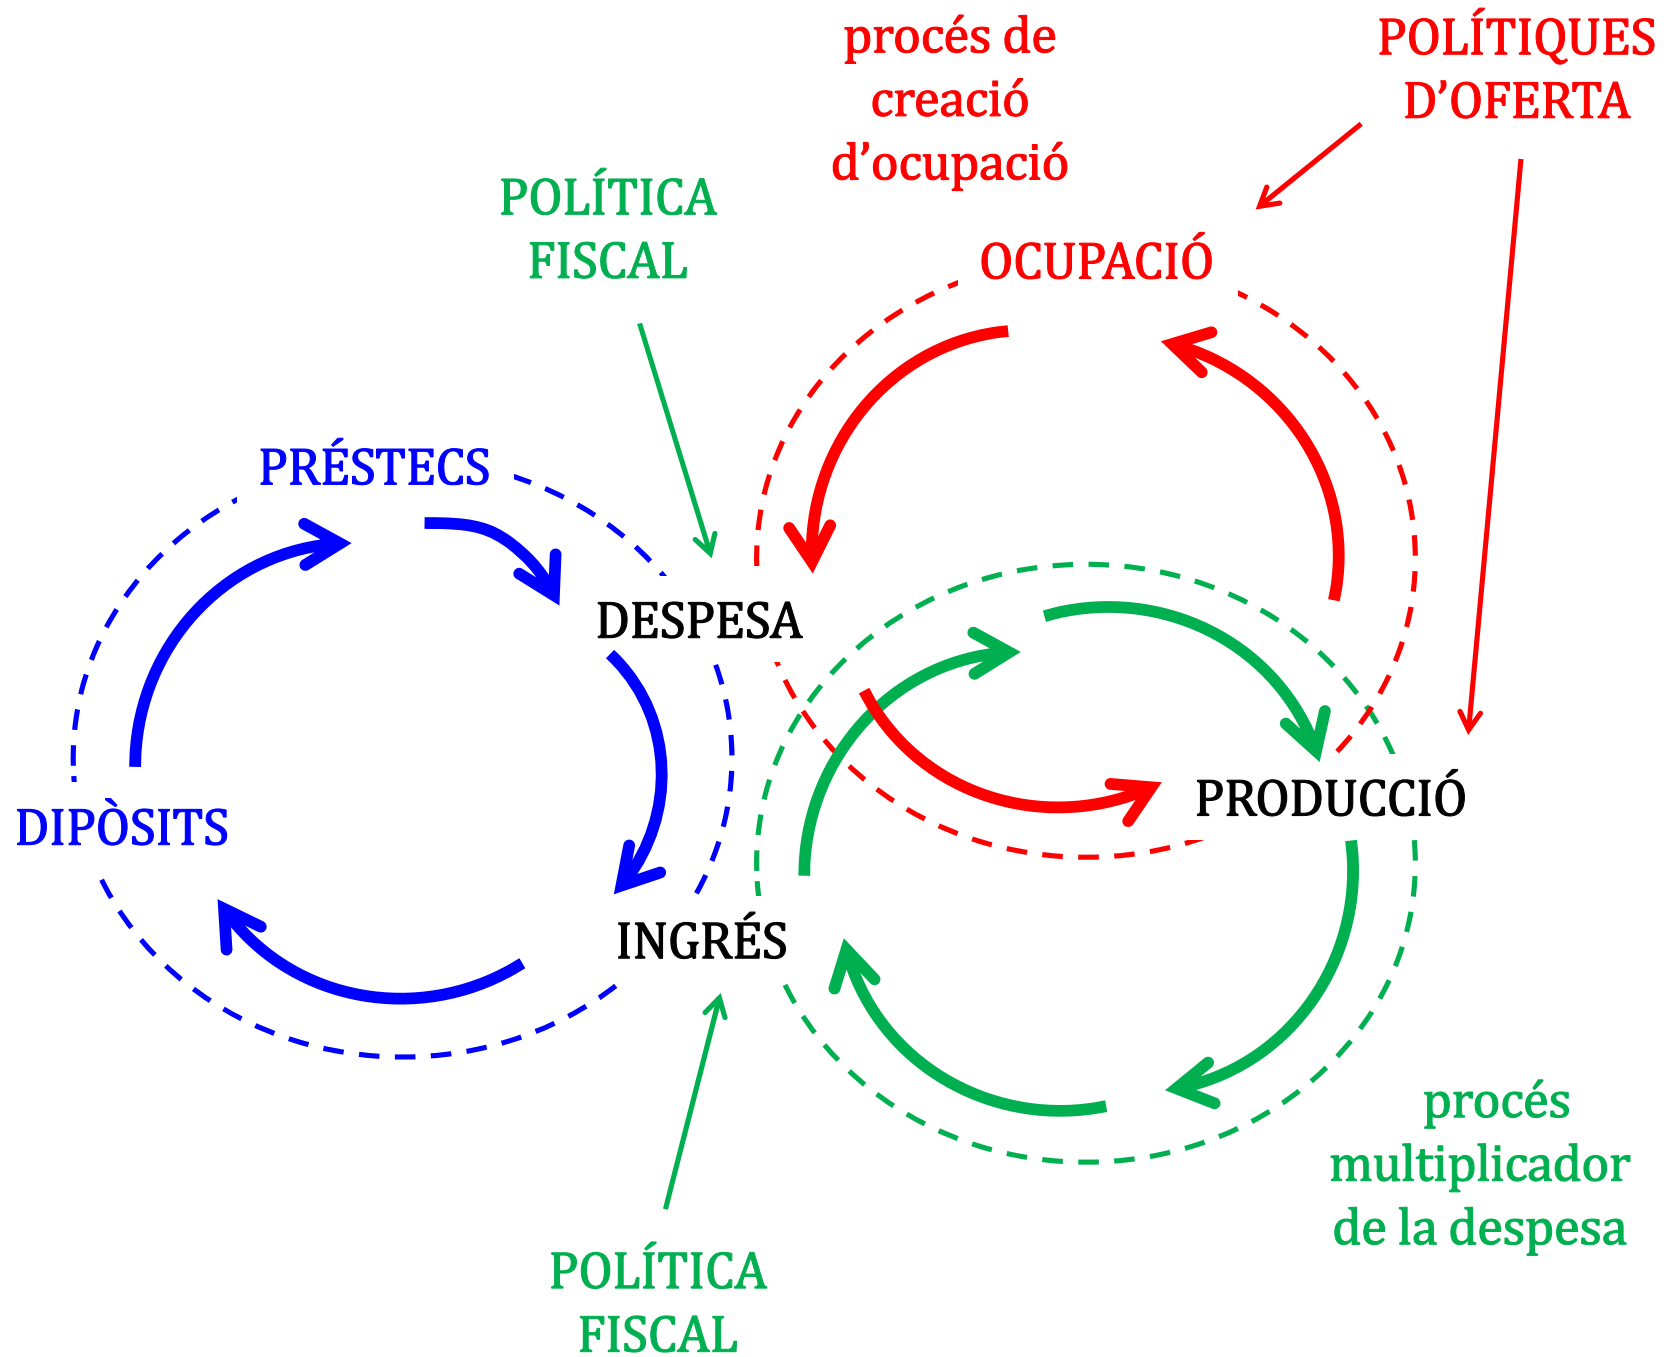 procés de
creació
d’ocupació
POLÍTIQUES
D’OFERTA
POLÍTICA
FISCAL
OCUPACIÓ
PRÉSTECS
DESPESA
PRODUCCIÓ
DIPÒSITS
INGRÉS
procés
multiplicador
de la despesa
POLÍTICA
FISCAL